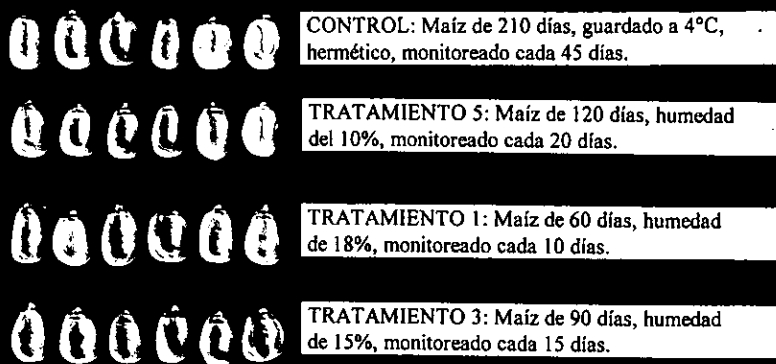 CONTROL: Maíz de 210 días, guardado a 4°C,
hermético, monitoreado cada 45 días.
TRATAMIENTO 5: Maíz de 120 días, humedad
del 10%, monitoreado cada 20 días.
TRATAMIENTO 1: Maíz de 60 días, humedad
de 18%, monitoreado cada 10 días.
TRATAMIENTO 3: Maíz de 90 días, humedad
de 15%, monitoreado cada 15 días.